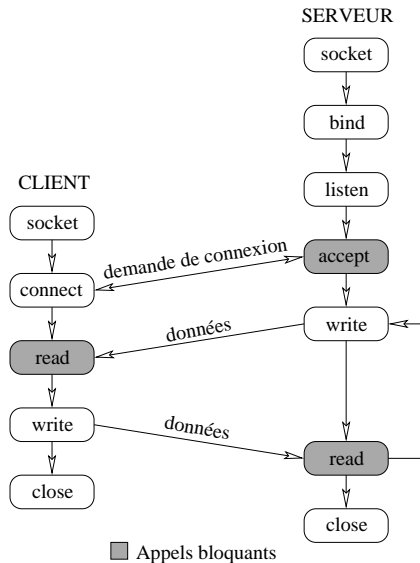 SERVEUR
socket
bind
listen
CLIENT
socket
demande de connexion
accept
connect
données
write
read
write
données
read
close
close
Appels bloquants